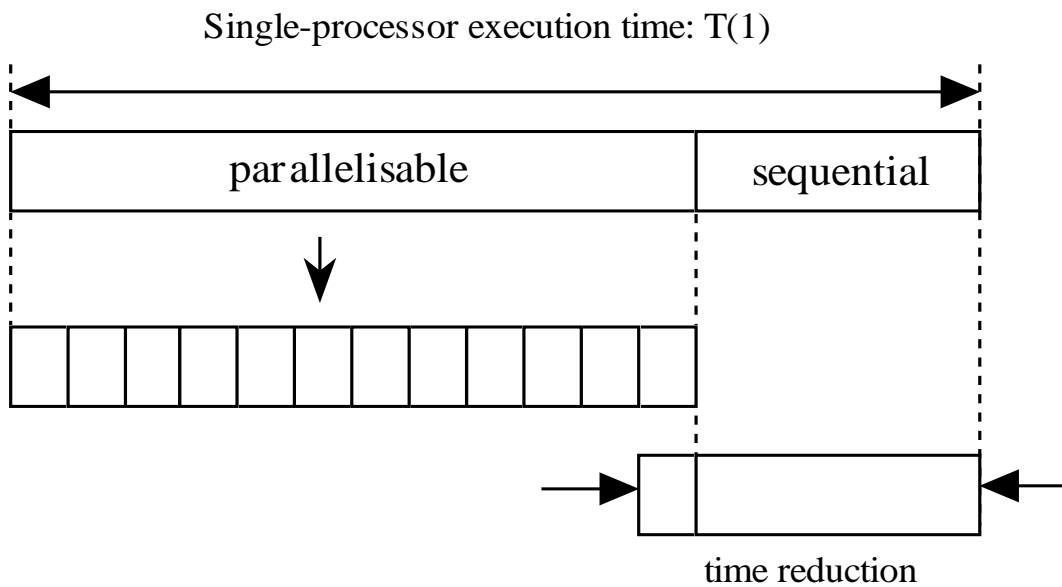 Single-processor execution time: T(1)
parallelisable
sequential
time reduction